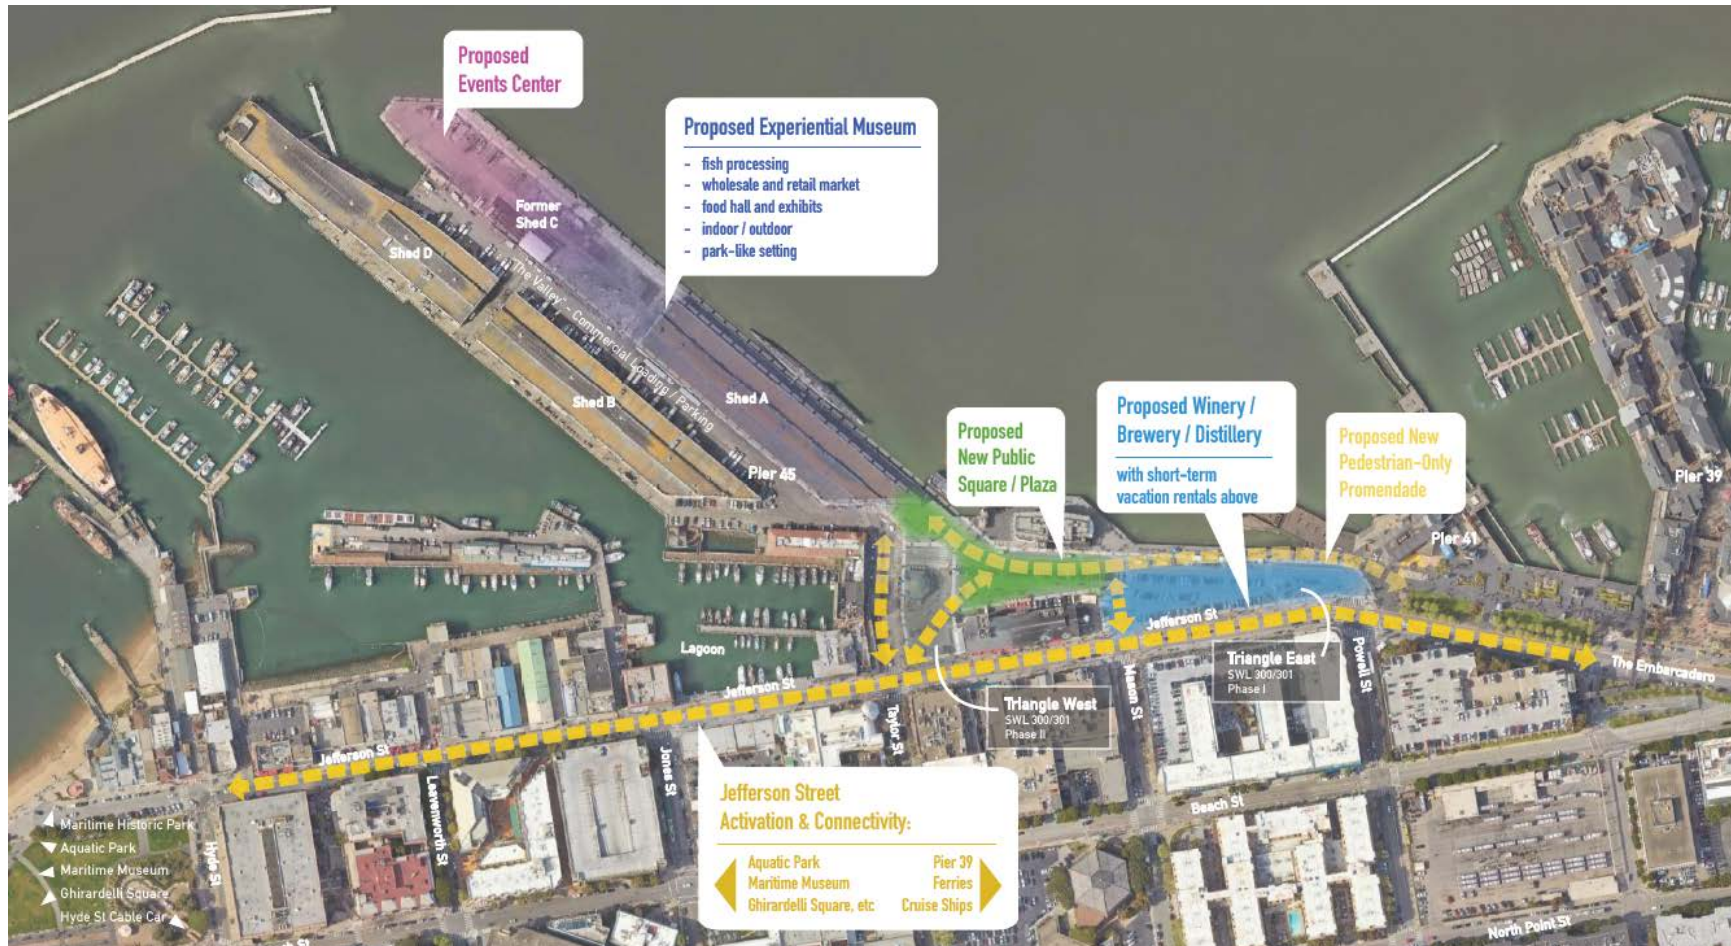 Proposed
Events Center
Proposed Experiential Museum
- fish processing
- wholesale and retail market
- food hall and exhibits
- indoor / outdoor
- park-like setting
Former
Shed C
Shed D
"The Valley" - Commercial Loading / Parking
Shed B
Shed A
Pier 45
Proposed
New Public
Square / Plaza
Proposed Winery /
Brewery / Distillery
with short-term
vacation rentals above
Proposed New
Pedestrian-Only
Promendade
Pier 39
Pier 41
Lagoon
Jefferson St
Jefferson St
Jefferson St
The Embarcadero
Triangle East
SWL 300/301
Phase I
Triangle West
SWL 300/301
Phase II
Hyde St
Leavenworth St
Jones St
Taylor St
Mason St
Powell St
Beach St
North Point St
Jefferson Street
Activation & Connectivity:
Aquatic Park
Maritime Museum
Ghirardelli Square, etc
Pier 39
Ferries
Cruise Ships
Maritime Historic Park
Aquatic Park
Maritime Museum
Ghirardelli Square
Hyde St Cable Car